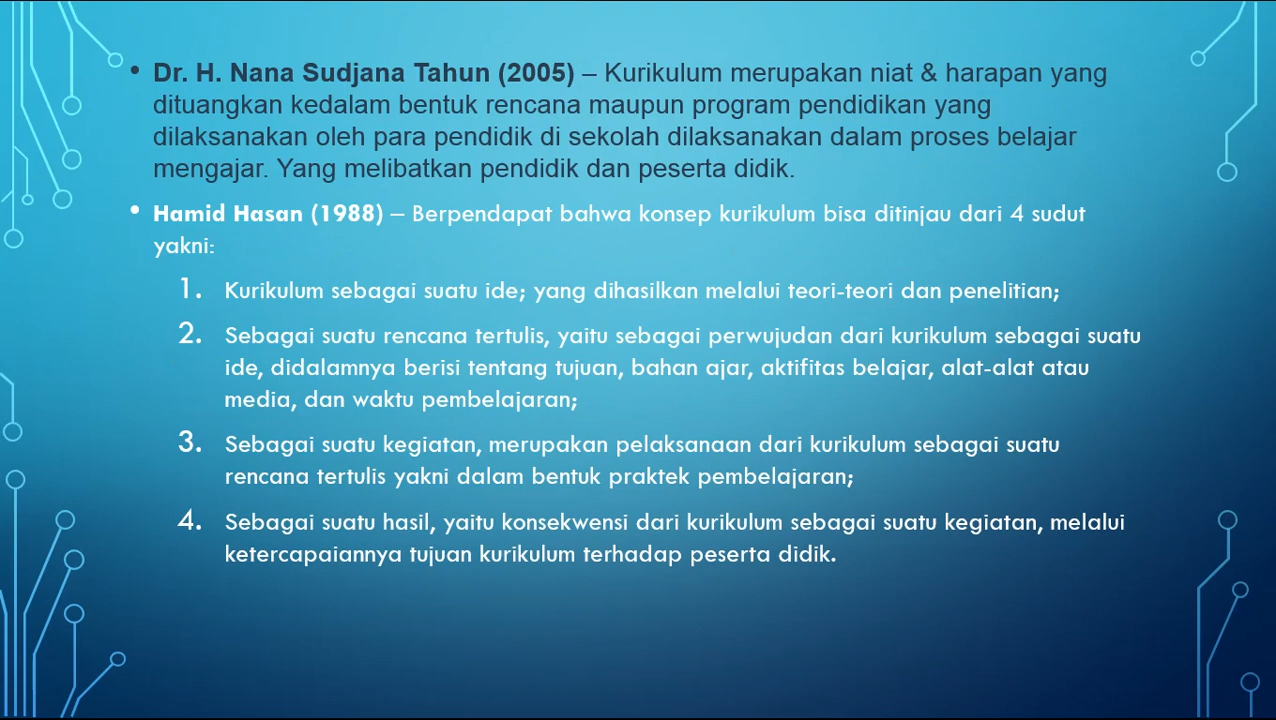 • Dr. H. Nana Sudjana Tahun (2005) – Kurikulum merupakan niat & harapan yang
dituangkan kedalam bentuk rencana maupun program pendidikan yang
dilaksanakan oleh para pendidik di sekolah dilaksanakan dalam proses belajar
mengajar. Yang melibatkan pendidik dan peserta didik.
• Hamid Hasan (1988) – Berpendapat bahwa konsep kurikulum bisa ditinjau dari 4 sudut
yakni:
1. Kurikulum sebagai suatu ide; yang dihasilkan melalui teori-teori dan penelitian;
2. Sebagai suatu rencana tertulis, yaitu sebagai perwujudan dari kurikulum sebagai suatu
ide, didalamnya berisi tentang tujuan, bahan ajar, aktifitas belajar, alat-alat atau
media, dan waktu pembelajaran;
3. Sebagai suatu kegiatan, merupakan pelaksanaan dari kurikulum sebagai suatu
rencana tertulis yakni dalam bentuk praktek pembelajaran;
4. Sebagai suatu hasil, yaitu konsekwensi dari kurikulum sebagai suatu kegiatan, melalui
ketercapaiannya tujuan kurikulum terhadap peserta didik.